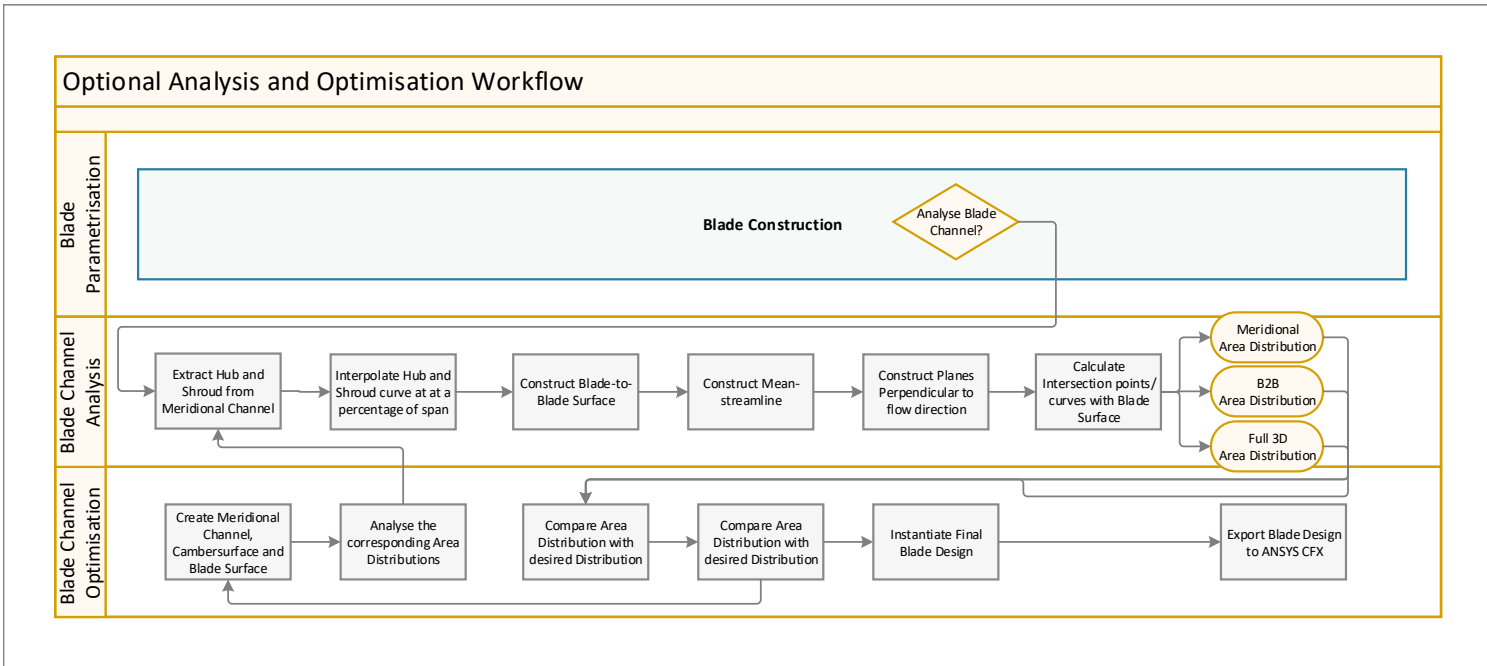 Optional Analysis and Optimisation Workflow
Blade
Parametrisation
Blade Construction
Analyse Blade
Channel?
Blade Channel
Analysis
Extract Hub and
Shroud from
Meridional Channel
Interpolate Hub and
Shroud curve at at a
percentage of span
Construct Blade-to-
Blade Surface
Construct Mean-
streamline
Construct Planes
Perpendicular to
flow direction
Calculate
Intersection points/
curves with Blade
Surface
Meridional
Area Distribution
B2B
Area Distribution
Full 3D
Area Distribution
Blade Channel
Optimisation
Create Meridional
Channel,
Cambersurface and
Blade Surface
Analyse the
corresponding Area
Distributions
Compare Area
Distribution with
desired Distribution
Compare Area
Distribution with
desired Distribution
Instantiate Final
Blade Design
Export Blade Design
to ANSYS CFX